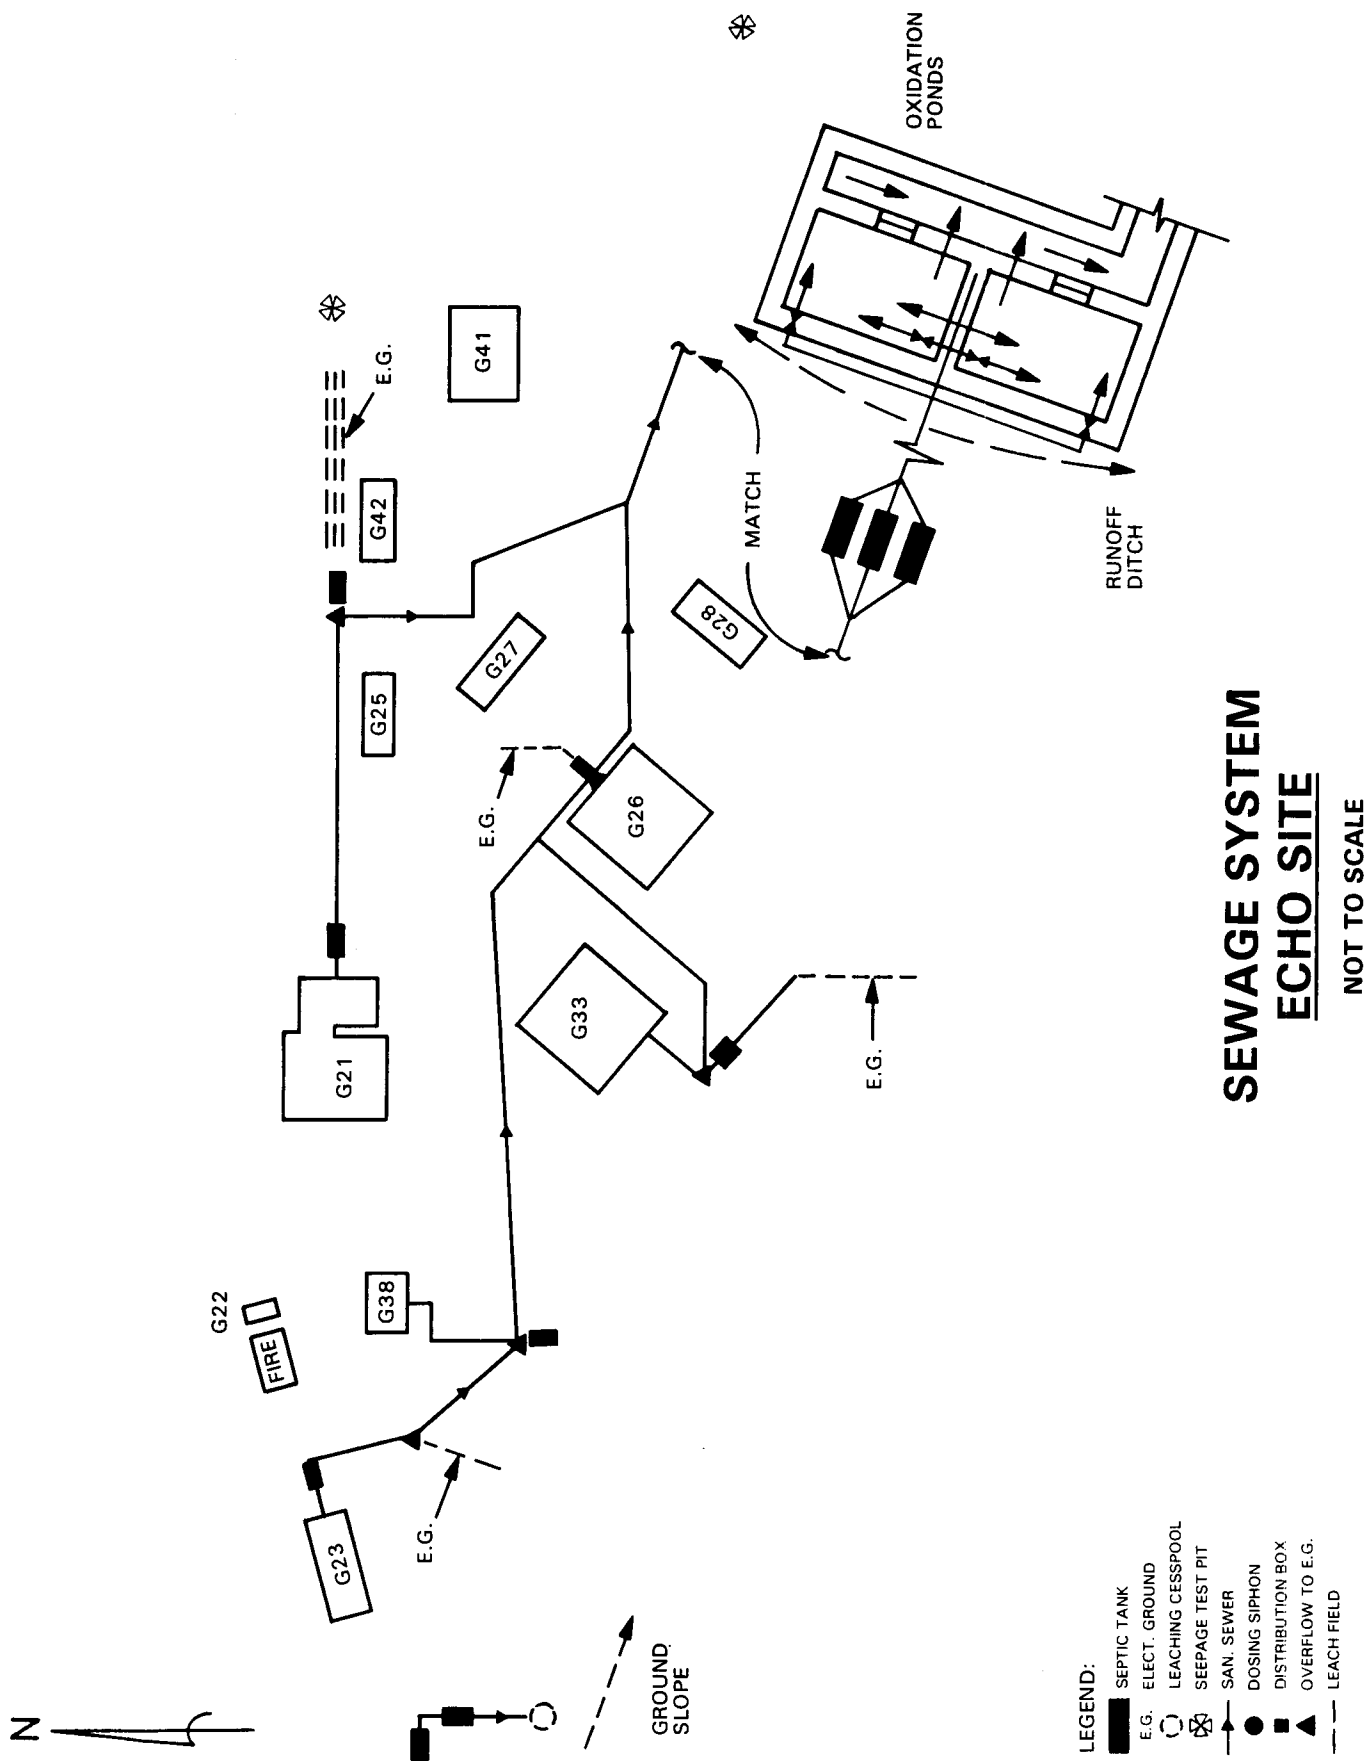 N
GROUND
SLOPE
G23
E.G.
FIRE
G22
G38
G21
G33
E.G.
G26
E.G.
G25
G27
G28
G42
E.G.
G41
MATCH
OXIDATION
PONDS
RUNOFF
DITCH
LEGEND:
SEPTIC TANK
E.G. ELECT. GROUND
LEACHING CESSPOOL
SEEPAGE TEST PIT
SAN. SEWER
DOSING SIPHON
DISTRIBUTION BOX
OVERFLOW TO E.G.
LEACH FIELD
SEWAGE SYSTEM
ECHO SITE
NOT TO SCALE